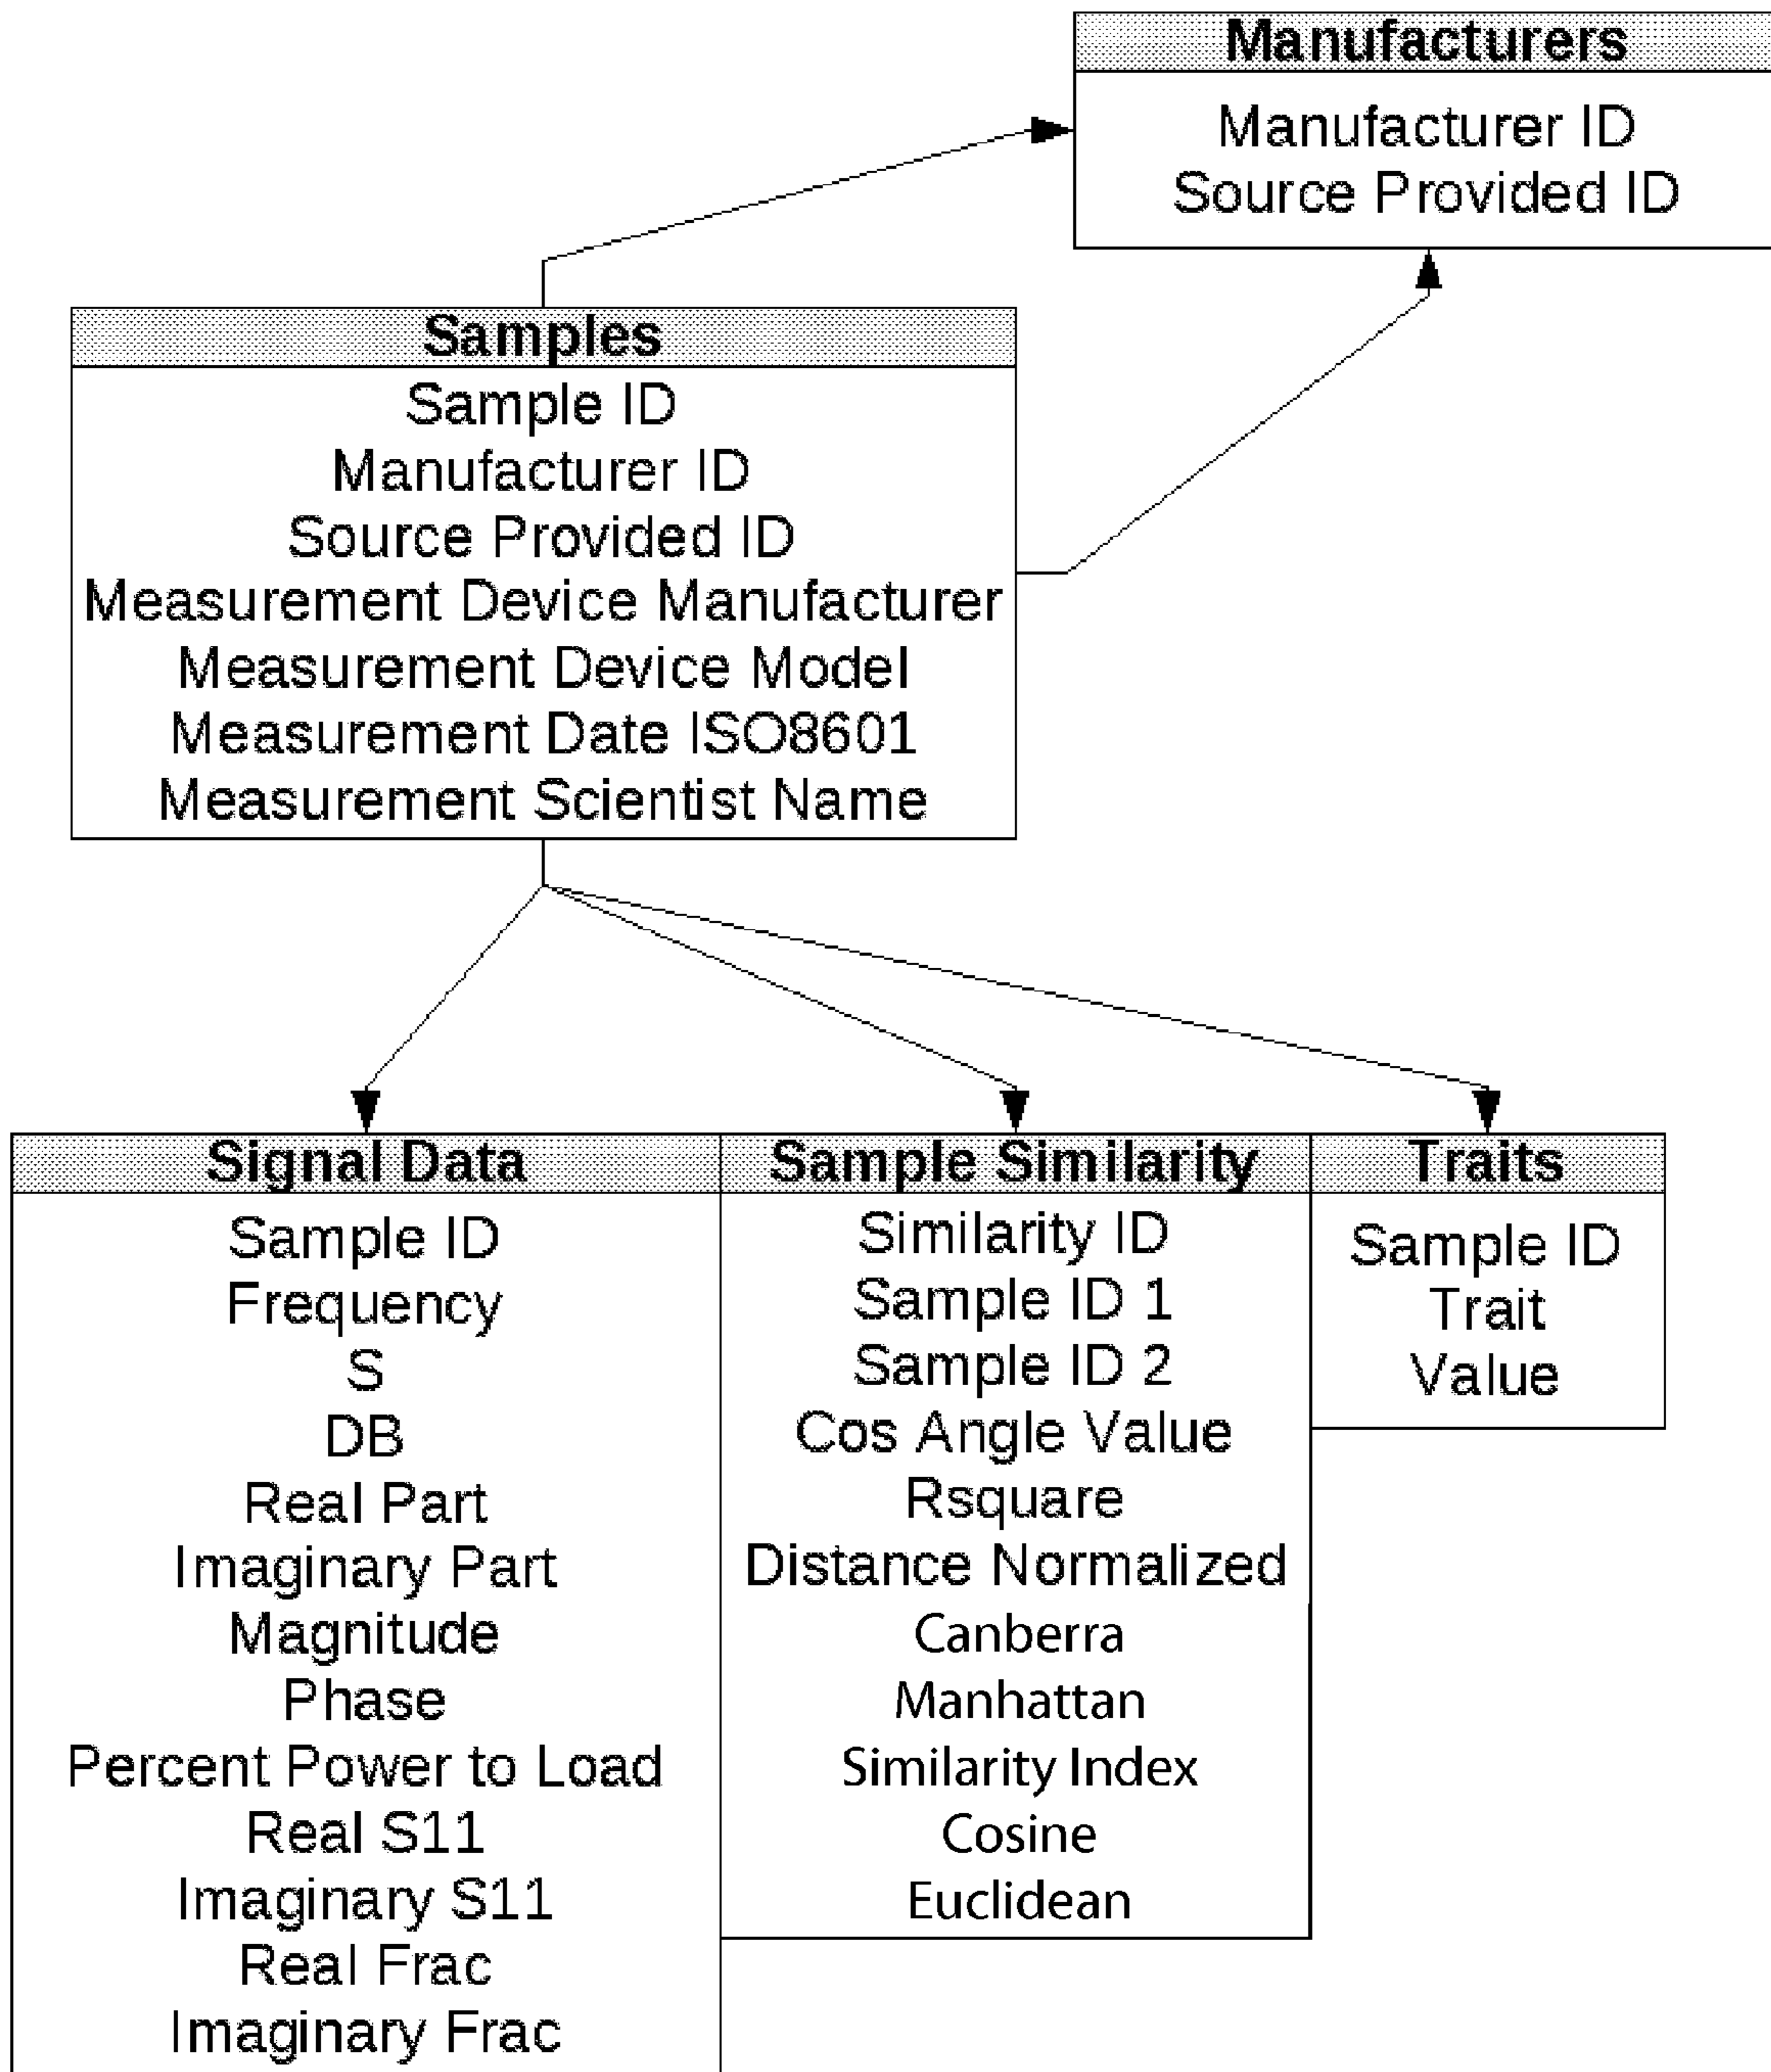 Manufacturers
Manufacturer ID
Source Provided ID
Samples
Sample ID
Manufacturer ID
Source Provided ID
Measurement Device Manufacturer
Measurement Device Model
Measurement Date ISO8601
Measurement Scientist Name
Signal Data
Sample ID
Frequency
S
DB
Real Part
Imaginary Part
Magnitude
Phase
Percent Power to Load
Real S11
Imaginary S11
Real Frac
Imaginary Frac
Sample Similarity
Similarity ID
Sample ID 1
Sample ID 2
Cos Angle Value
Rsquare
Distance Normalized
Canberra
Manhattan
Similarity Index
Cosine
Euclidean
Traits
Sample ID
Trait
Value